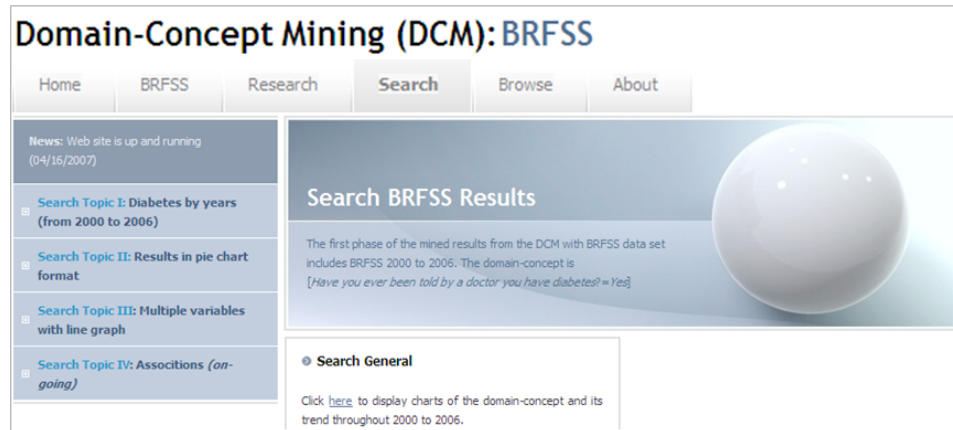 Domain-Concept Mining (DCM): BRFSS
Home BRFSS Research Search Browse About
News: Web site is up and running
(04/16/2007)
Search Topic I: Diabetes by years
(from 2000 to 2006)
Search Topic II: Results in pie chart
format
Search Topic III: Multiple variables
with line graph
Search Topic IV: Associtions (on-
going)
Search BRFSS Results
The first phase of the mined results from the DCM with BRFSS data set
includes BRFSS 2000 to 2006. The domain-concept is
[Have you ever been told by a doctor you have diabetes?=Yes]
Search General
Click here to display charts of the domain-concept and its
trend throughout 2000 to 2006.